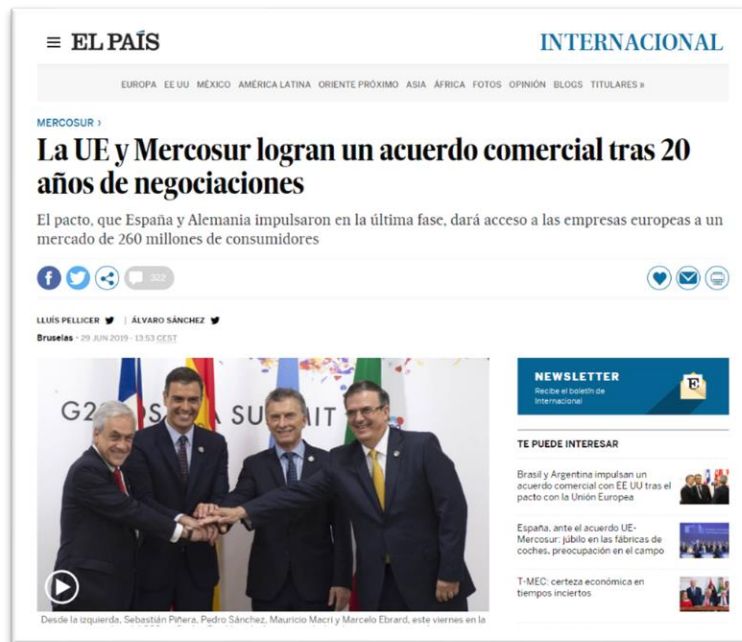 EL PAÍS
INTERNACIONAL
EUROPA EE UU MÉXICO AMÉRICA LATINA ORIENTE PRÓXIMO ASIA ÁFRICA FOTOS OPINIÓN BLOGS TITULARES »
MERCOSUR ›
La UE y Mercosur logran un acuerdo comercial tras 20
años de negociaciones
El pacto, que España y Alemania impulsaron en la última fase, dará acceso a las empresas europeas a un
mercado de 260 millones de consumidores
322
LLUÍS PELLICER | ÁLVARO SÁNCHEZ
Bruselas - 29 JUN 2019 - 13:53 CEST
G2 OS A SU MIT
Desde la izquierda, Sebastián Piñera, Pedro Sánchez, Mauricio Macri y Marcelo Ebrard, este viernes en la
NEWSLETTER
Recibe el boletín de
Internacional
E
TE PUEDE INTERESAR
Brasil y Argentina impulsan un
acuerdo comercial con EE UU tras el
pacto con la Unión Europea
España, ante el acuerdo UE-
Mercosur: júbilo en las fábricas de
coches, preocupación en el campo
T-MEC: certeza económica en
tiempos inciertos